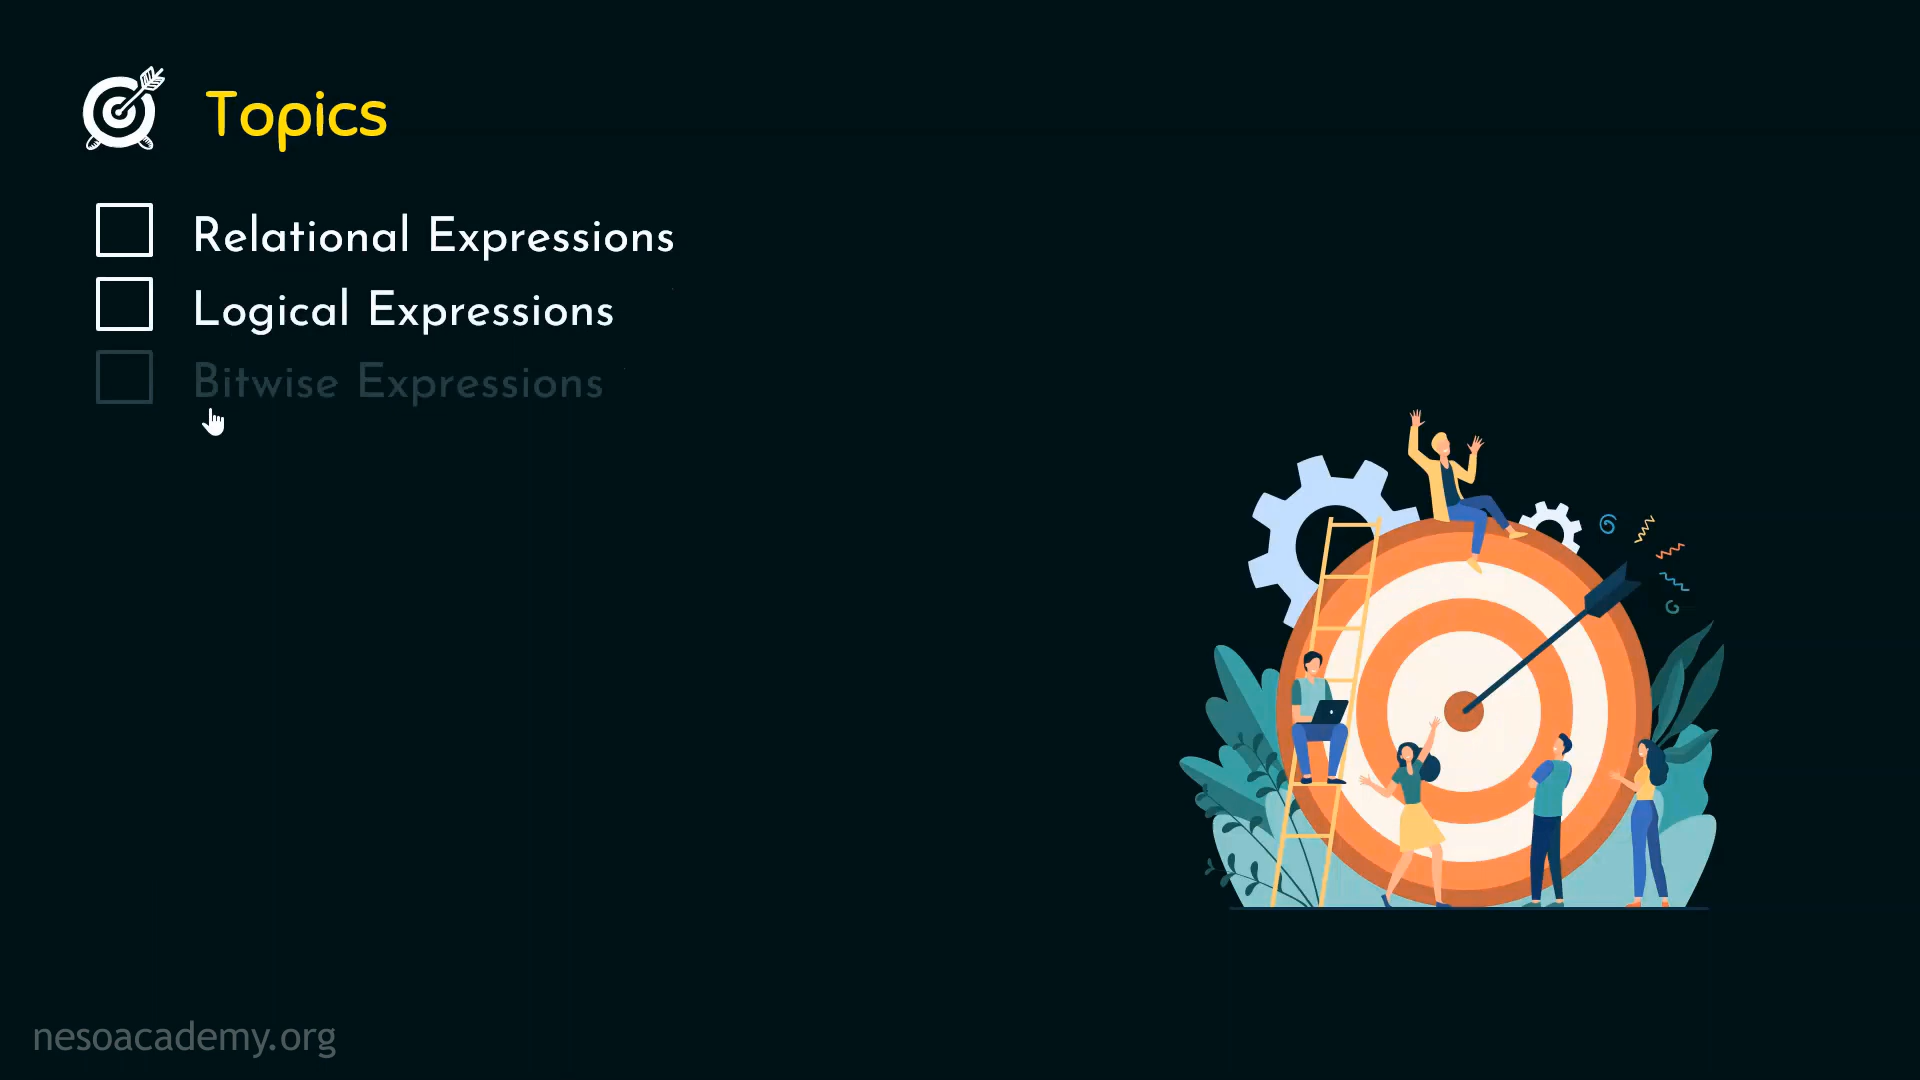 Topics
Relational Expressions
Logical Expressions
Bitwise Expressions
nesoacademy.org